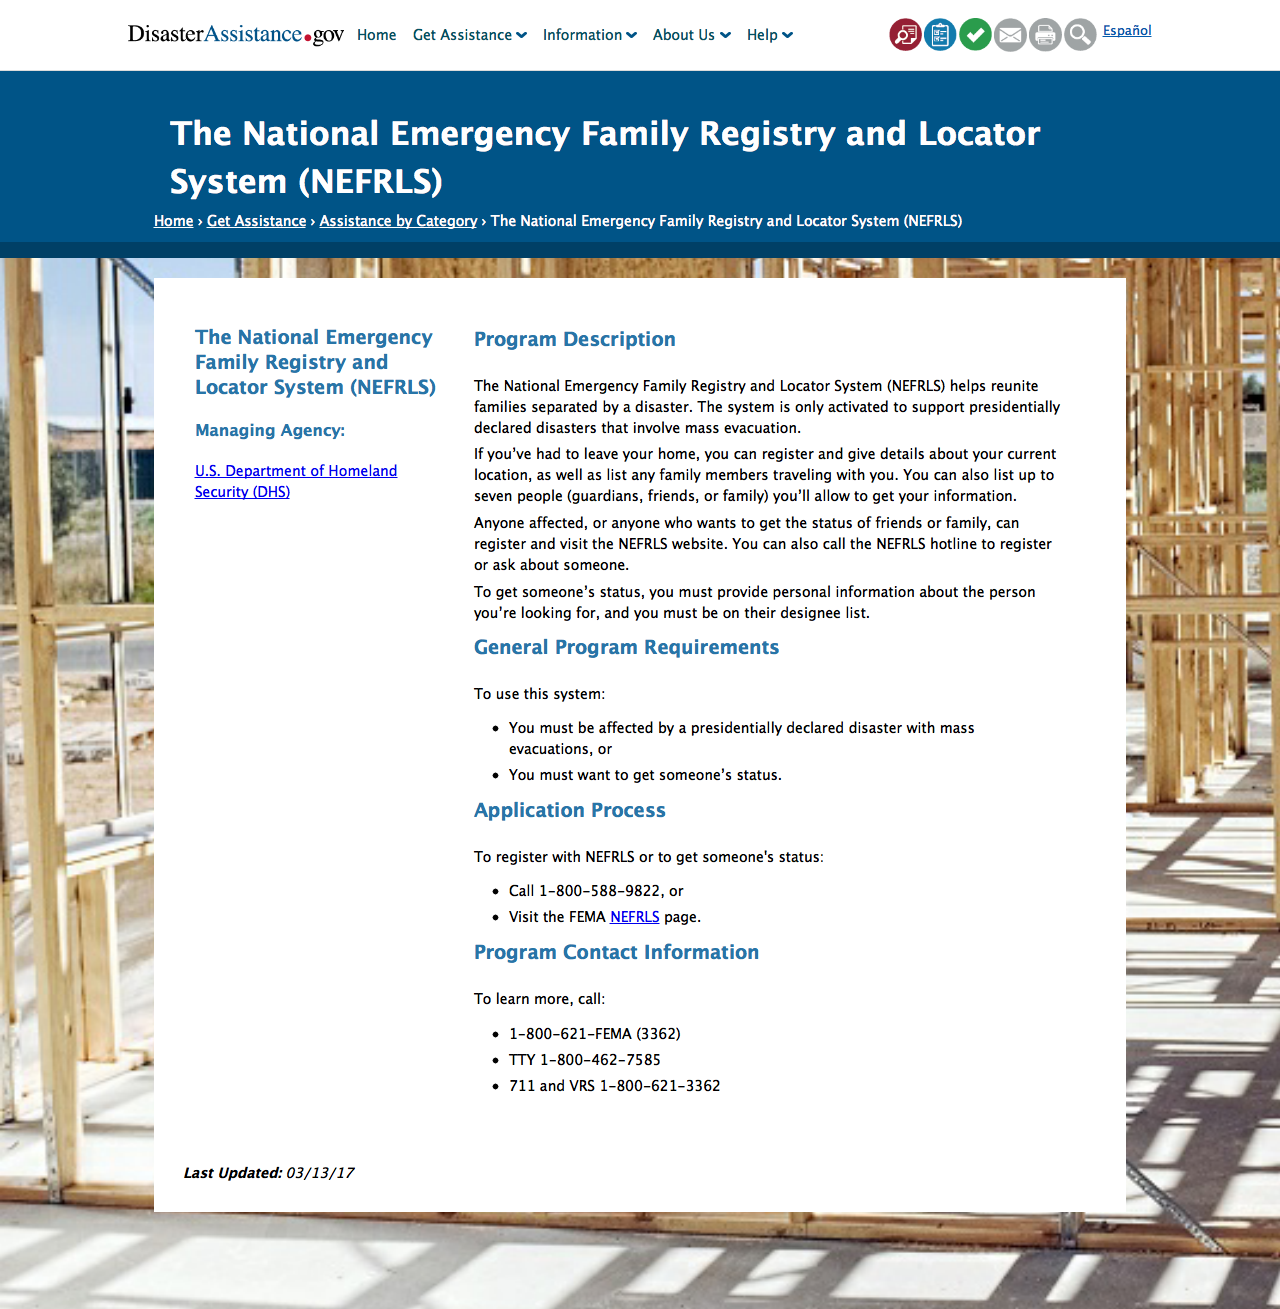 DisasterAssistance.gov Home Get Assistance Information About Us Help Español
The National Emergency Family Registry and Locator
System (NEFRLS)
Home › Get Assistance › Assistance by Category › The National Emergency Family Registry and Locator System (NEFRLS)
The National Emergency
Family Registry and
Locator System (NEFRLS)
Managing Agency:
U.S. Department of Homeland
Security (DHS)
Program Description
The National Emergency Family Registry and Locator System (NEFRLS) helps reunite
families separated by a disaster. The system is only activated to support presidentially
declared disasters that involve mass evacuation.
If you’ve had to leave your home, you can register and give details about your current
location, as well as list any family members traveling with you. You can also list up to
seven people (guardians, friends, or family) you’ll allow to get your information.
Anyone affected, or anyone who wants to get the status of friends or family, can
register and visit the NEFRLS website. You can also call the NEFRLS hotline to register
or ask about someone.
To get someone’s status, you must provide personal information about the person
you’re looking for, and you must be on their designee list.
General Program Requirements
To use this system:
• You must be affected by a presidentially declared disaster with mass
evacuations, or
• You must want to get someone’s status.
Application Process
To register with NEFRLS or to get someone's status:
• Call 1-800-588-9822, or
• Visit the FEMA NEFRLS page.
Program Contact Information
To learn more, call:
• 1-800-621-FEMA (3362)
• TTY 1-800-462-7585
• 711 and VRS 1-800-621-3362
Last Updated: 03/13/17